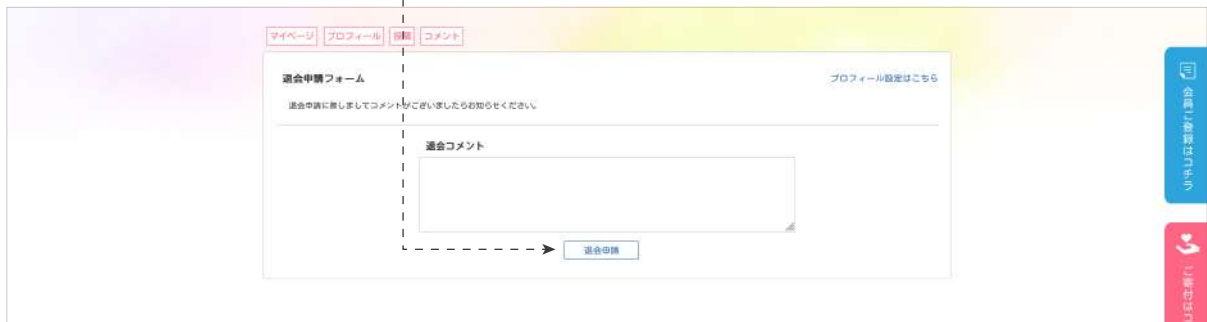 マイページ プロフィール 投稿 コメント
退会申請フォーム
プロフィール設定はこちら
退会申請に際しましてコメントがございましたらお知らせください。
退会コメント
退会申請
会員ご登録はコチラ
ご寄付はコ